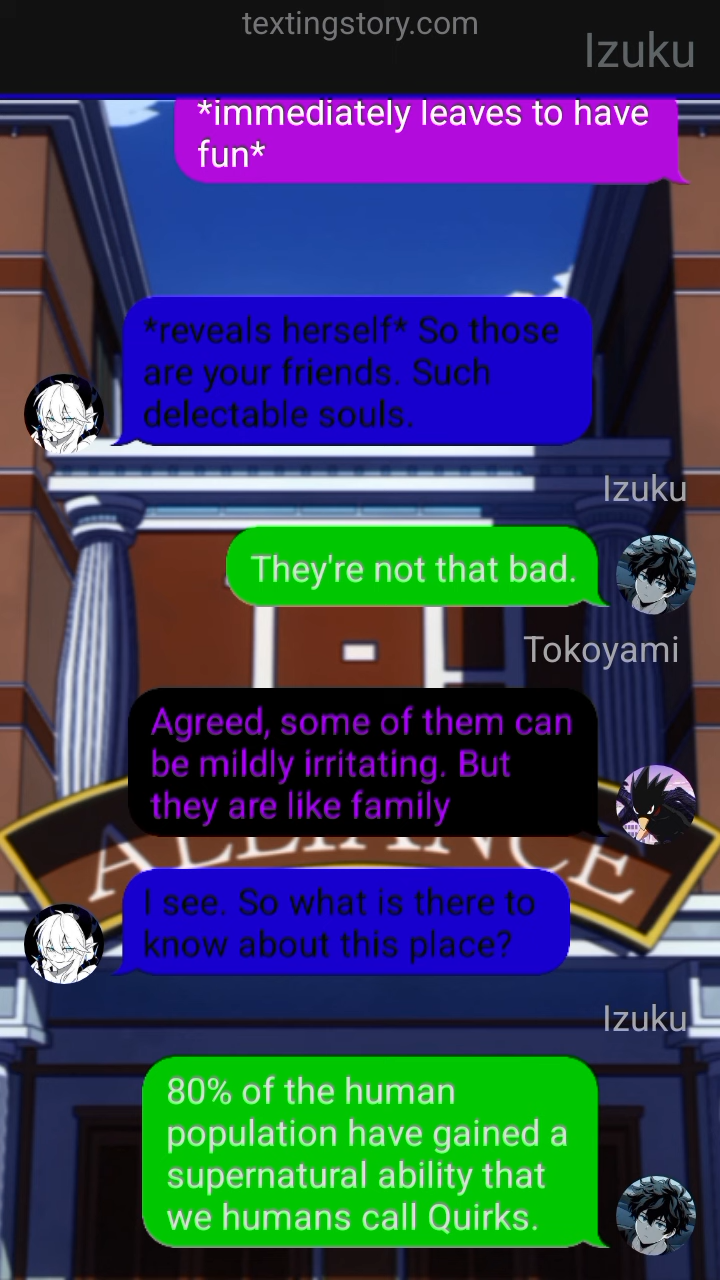 textingstory.com
Izuku
*immediately leaves to have
fun*
*reveals herself* So those
are your friends. Such
delectable souls.
Izuku
They're not that bad.
Tokoyami
Agreed, some of them can
be mildly irritating. But
they are like family
ALLIANCE
I see. So what is there to
know about this place?
Izuku
80% of the human
population have gained a
supernatural ability that
we humans call Quirks.